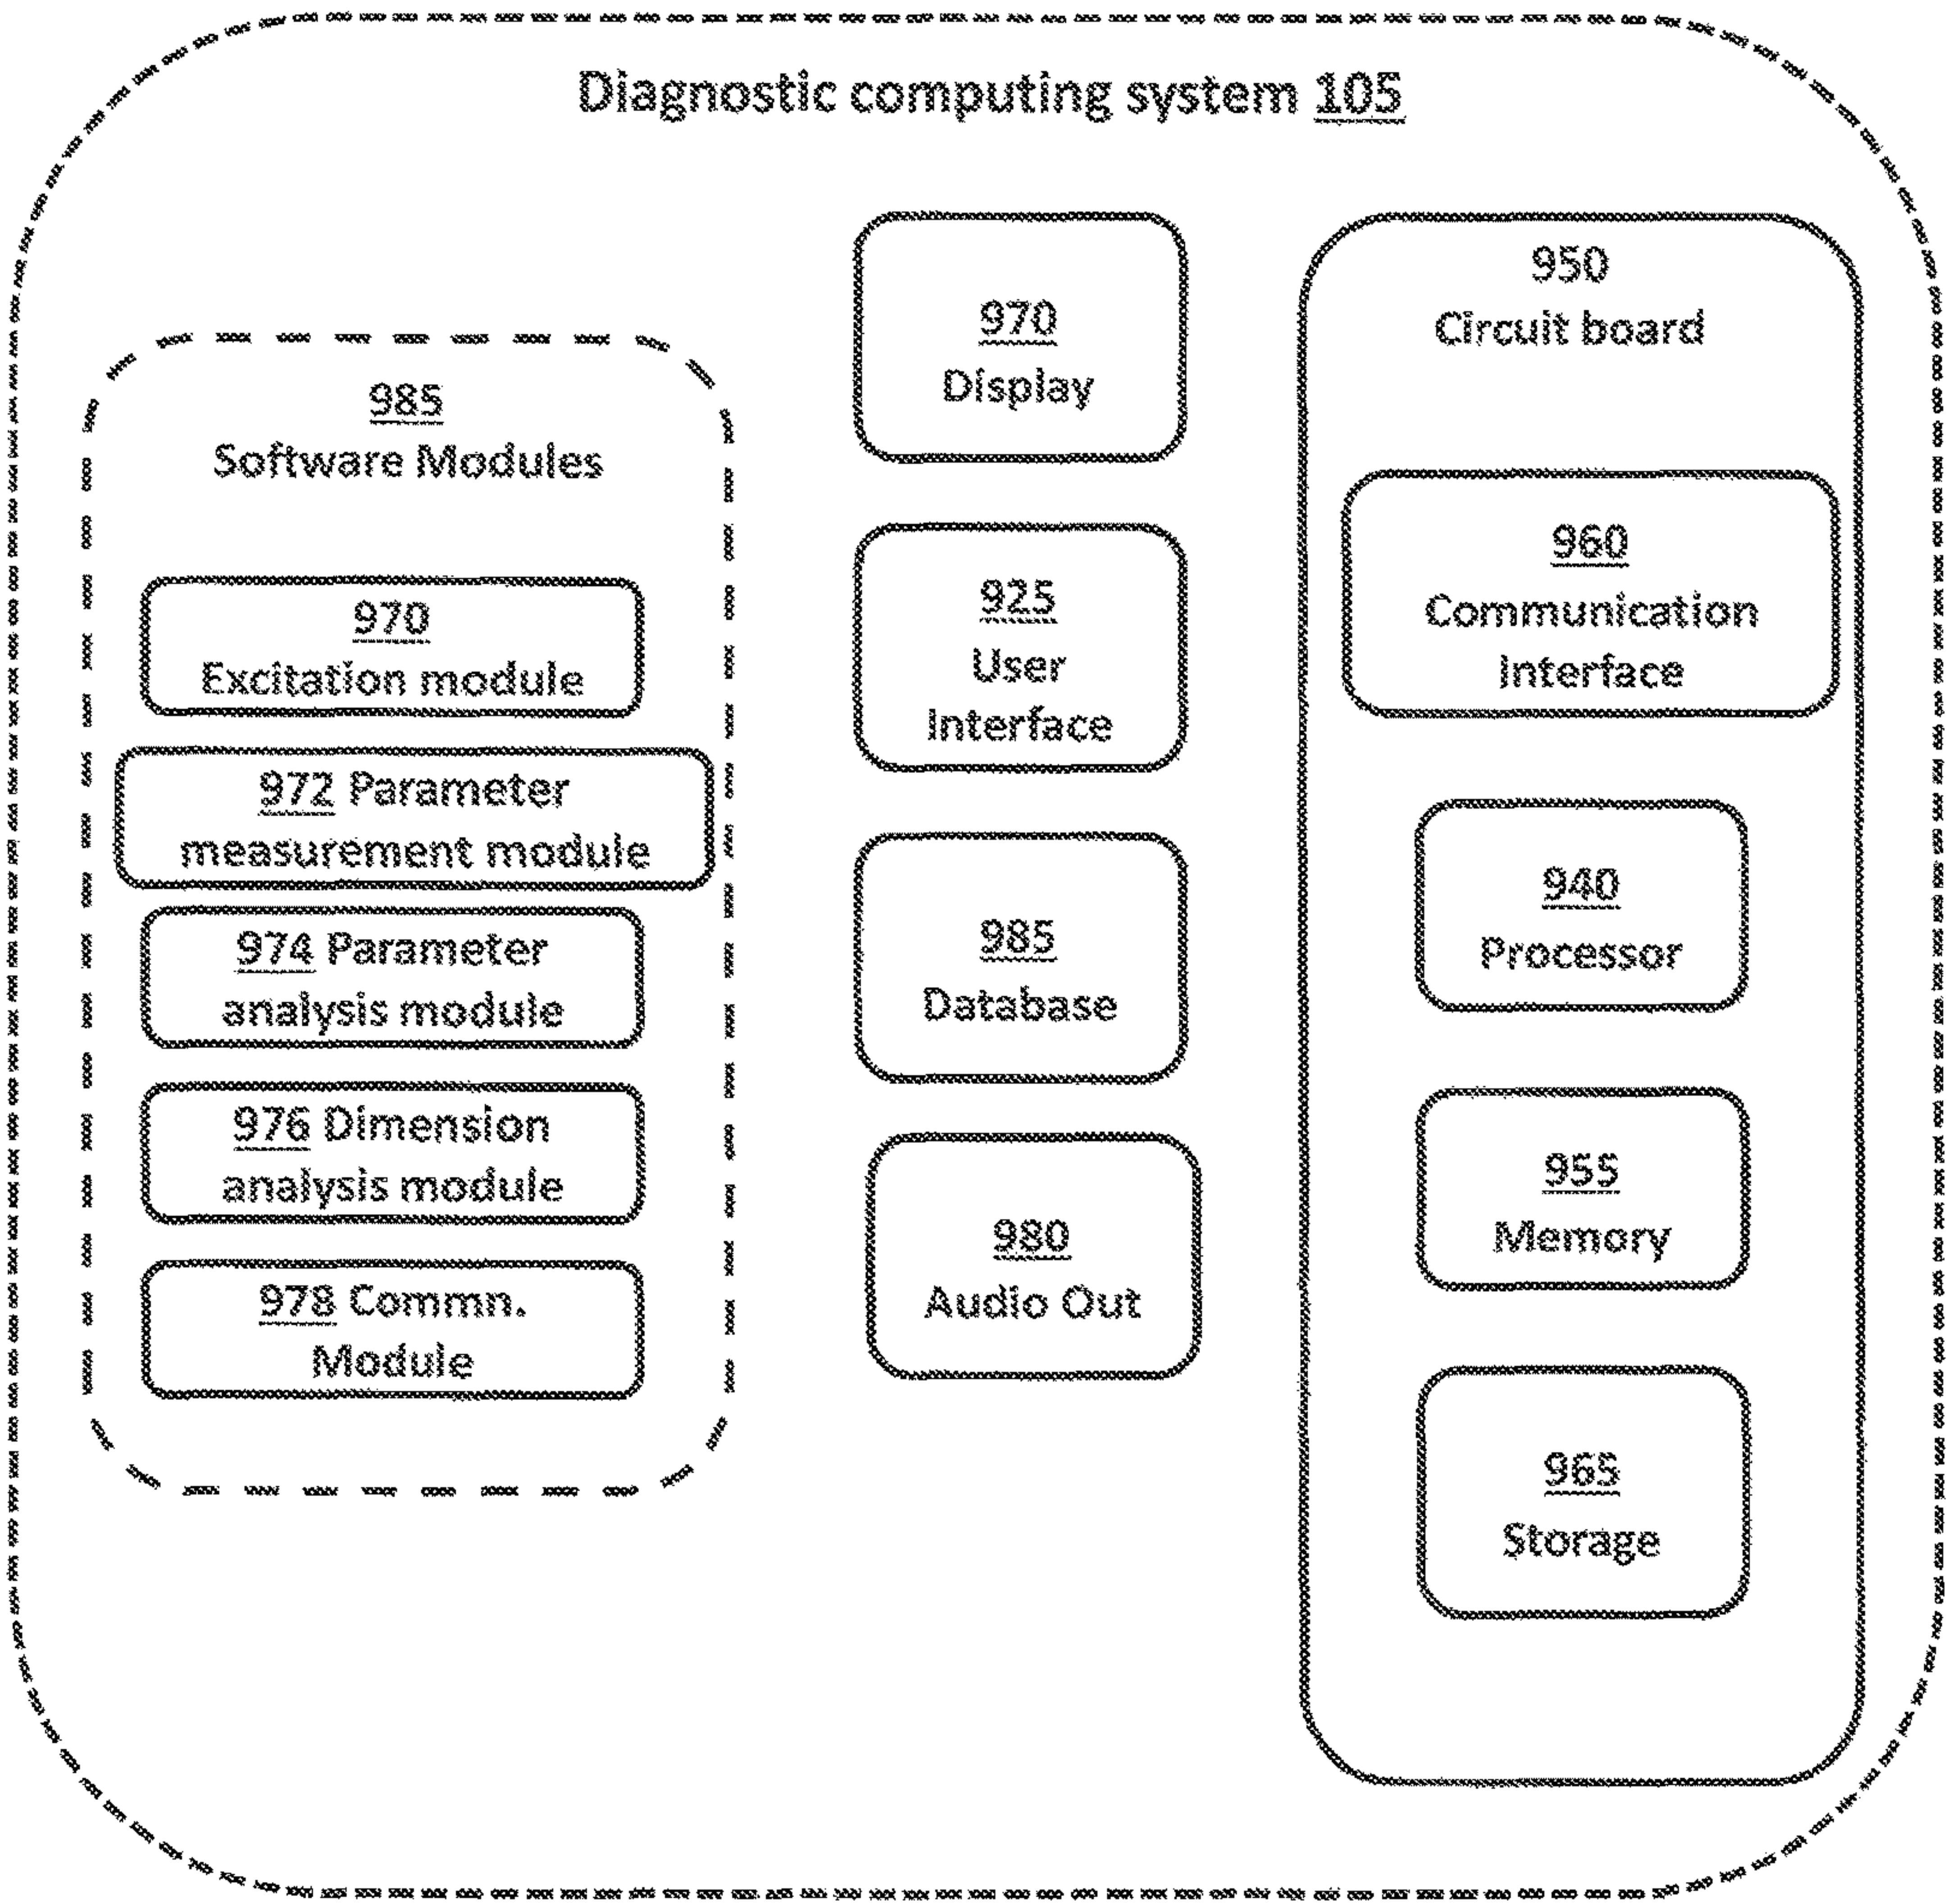 Diagnostic computing system 105
985
Software Modules
970
Excitation module
972 Parameter
measurement module
974 Parameter
analysis module
976 Dimension
analysis module
978 Commn.
Module
970
Display
925
User
Interface
985
Database
980
Audio Out
950
Circuit board
960
Communication
Interface
940
Processor
955
Memory
965
Storage